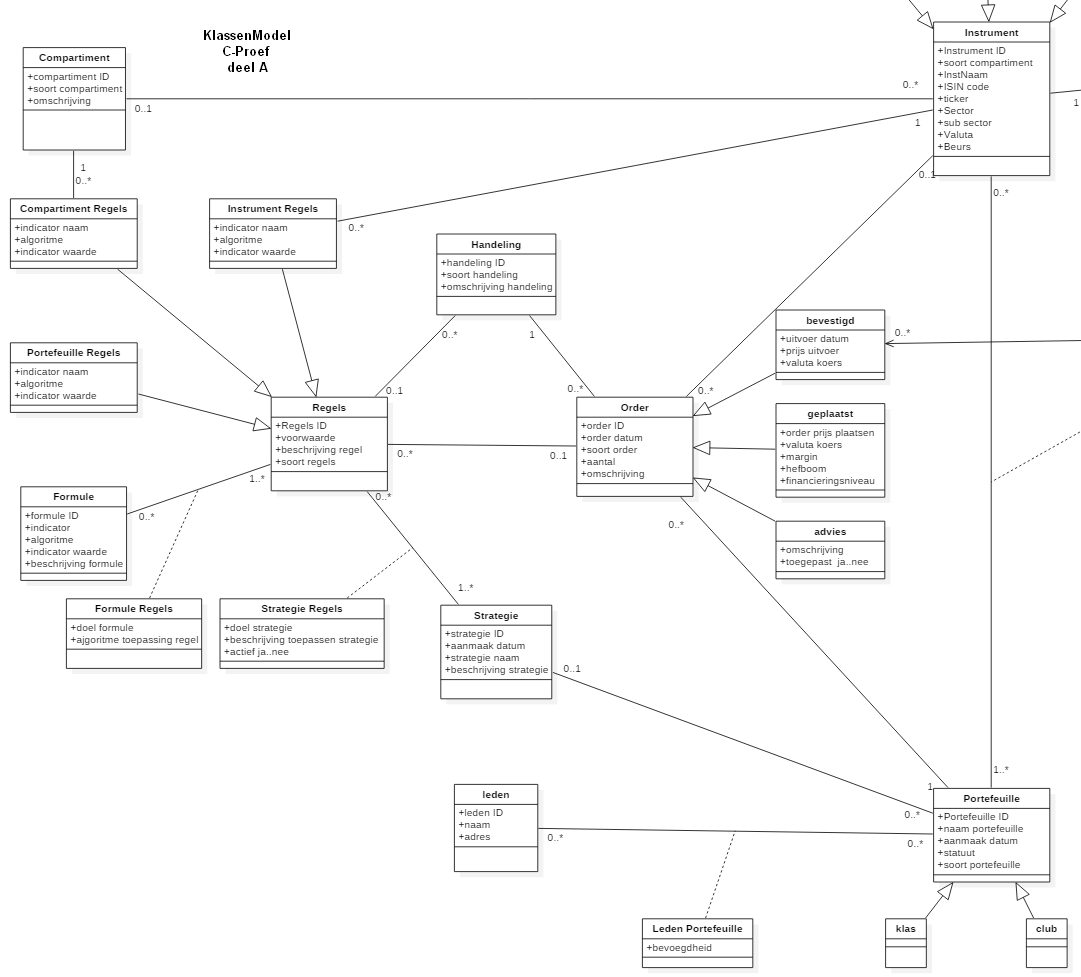 KlassenModel
C-Proef
deel A
Compartiment
+compartiment ID
+soort compartiment
+omschrijving
0..1
0..*
Instrument
+Instrument ID
+soort compartiment
+InstNaam
+ISIN code
+ticker
+Sector
+sub sector
+Valuta
+Beurs
1
1
0..1
0..*
1
0..*
Compartiment Regels
+indicator naam
+algoritme
+indicator waarde
Instrument Regels
+indicator naam
+algoritme
+indicator waarde
0..*
Handeling
+handeling ID
+soort handeling
+omschrijving handeling
0..*
1
0..1
0..*
bevestigd
+uitvoer datum
+prijs uitvoer
+valuta koers
0..*
Portefeuille Regels
+indicator naam
+algoritme
+indicator waarde
Regels
+Regels ID
+voorwaarde
+beschrijving regel
+soort regels
0..*
0..1
1..*
0..*
Order
+order ID
+order datum
+soort order
+aantal
+omschrijving
0..*
0..*
geplaatst
+order prijs plaatsen
+valuta koers
+margin
+hefboom
+financieringsniveau
advies
+omschrijving
+toegepast  ja..nee
Formule
+formule ID
+indicator
+algoritme
+indicator waarde
+beschrijving formule
0..*
Formule Regels
+doel formule
+ajgoritme toepassing regel
Strategie Regels
+doel strategie
+beschrijving toepassen strategie
+actief ja..nee
1..*
Strategie
+strategie ID
+aanmaak datum
+strategie naam
+beschrijving strategie
0..1
leden
+leden ID
+naam
+adres
0..*
1..*
1
0..*
0..*
Portefeuille
+Portefeuille ID
+naam portefeuille
+aanmaak datum
+statuut
+soort portefeuille
Leden Portefeuille
+bevoegdheid
klas
club